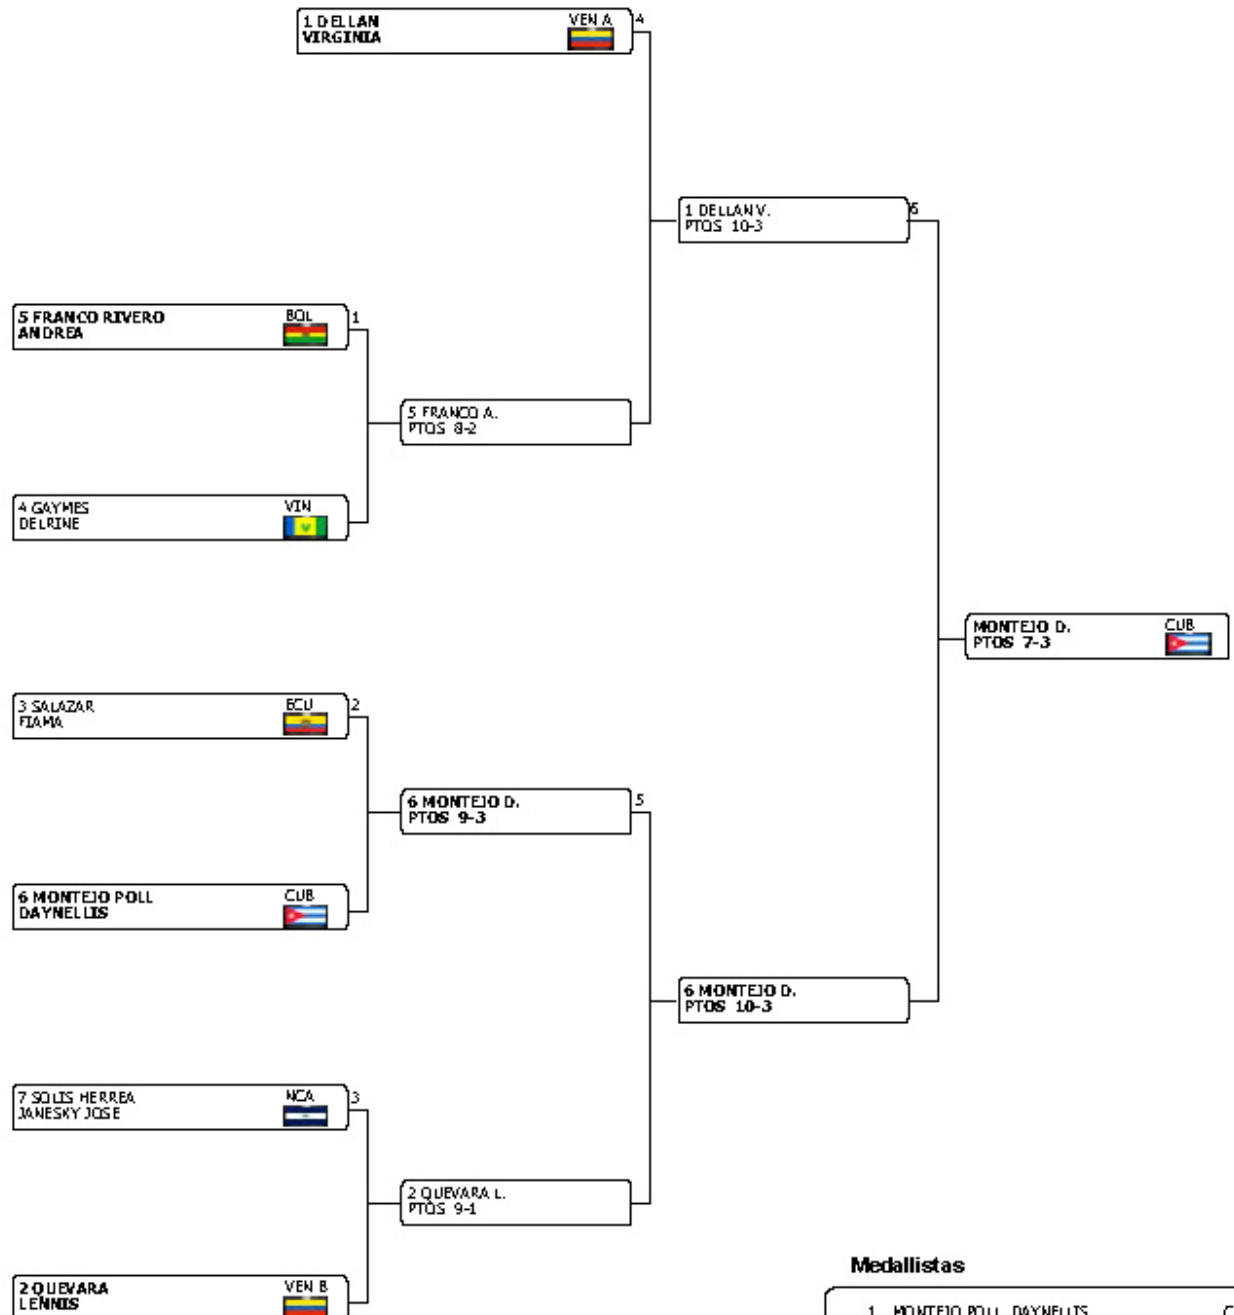 1 DELLAN VEN A 4
VIRGINIA
1 DELLAN V. 6
PTOS 10-3
5 FRANCO RIVERO BOL 1
ANDREA
5 FRANCO A.
PTOS 8-2
4 GAYMES VIN
DELRINE
MONTEJO D. CUB
PTOS 7-3
3 SALAZAR ECU 2
FIAMA
6 MONTEJO D. 5
PTOS 9-3
6 MONTEJO POLL CUB
DAYNELLIS
6 MONTEJO D.
PTOS 10-3
7 SOLIS HERREA NCA 3
JANESKY JOSE
2 QUEVARA L.
PTOS 9-1
2 QUEVARA VEN B
LENNIS
Medallistas
1 MONTEJO POLL DAYNELLIS